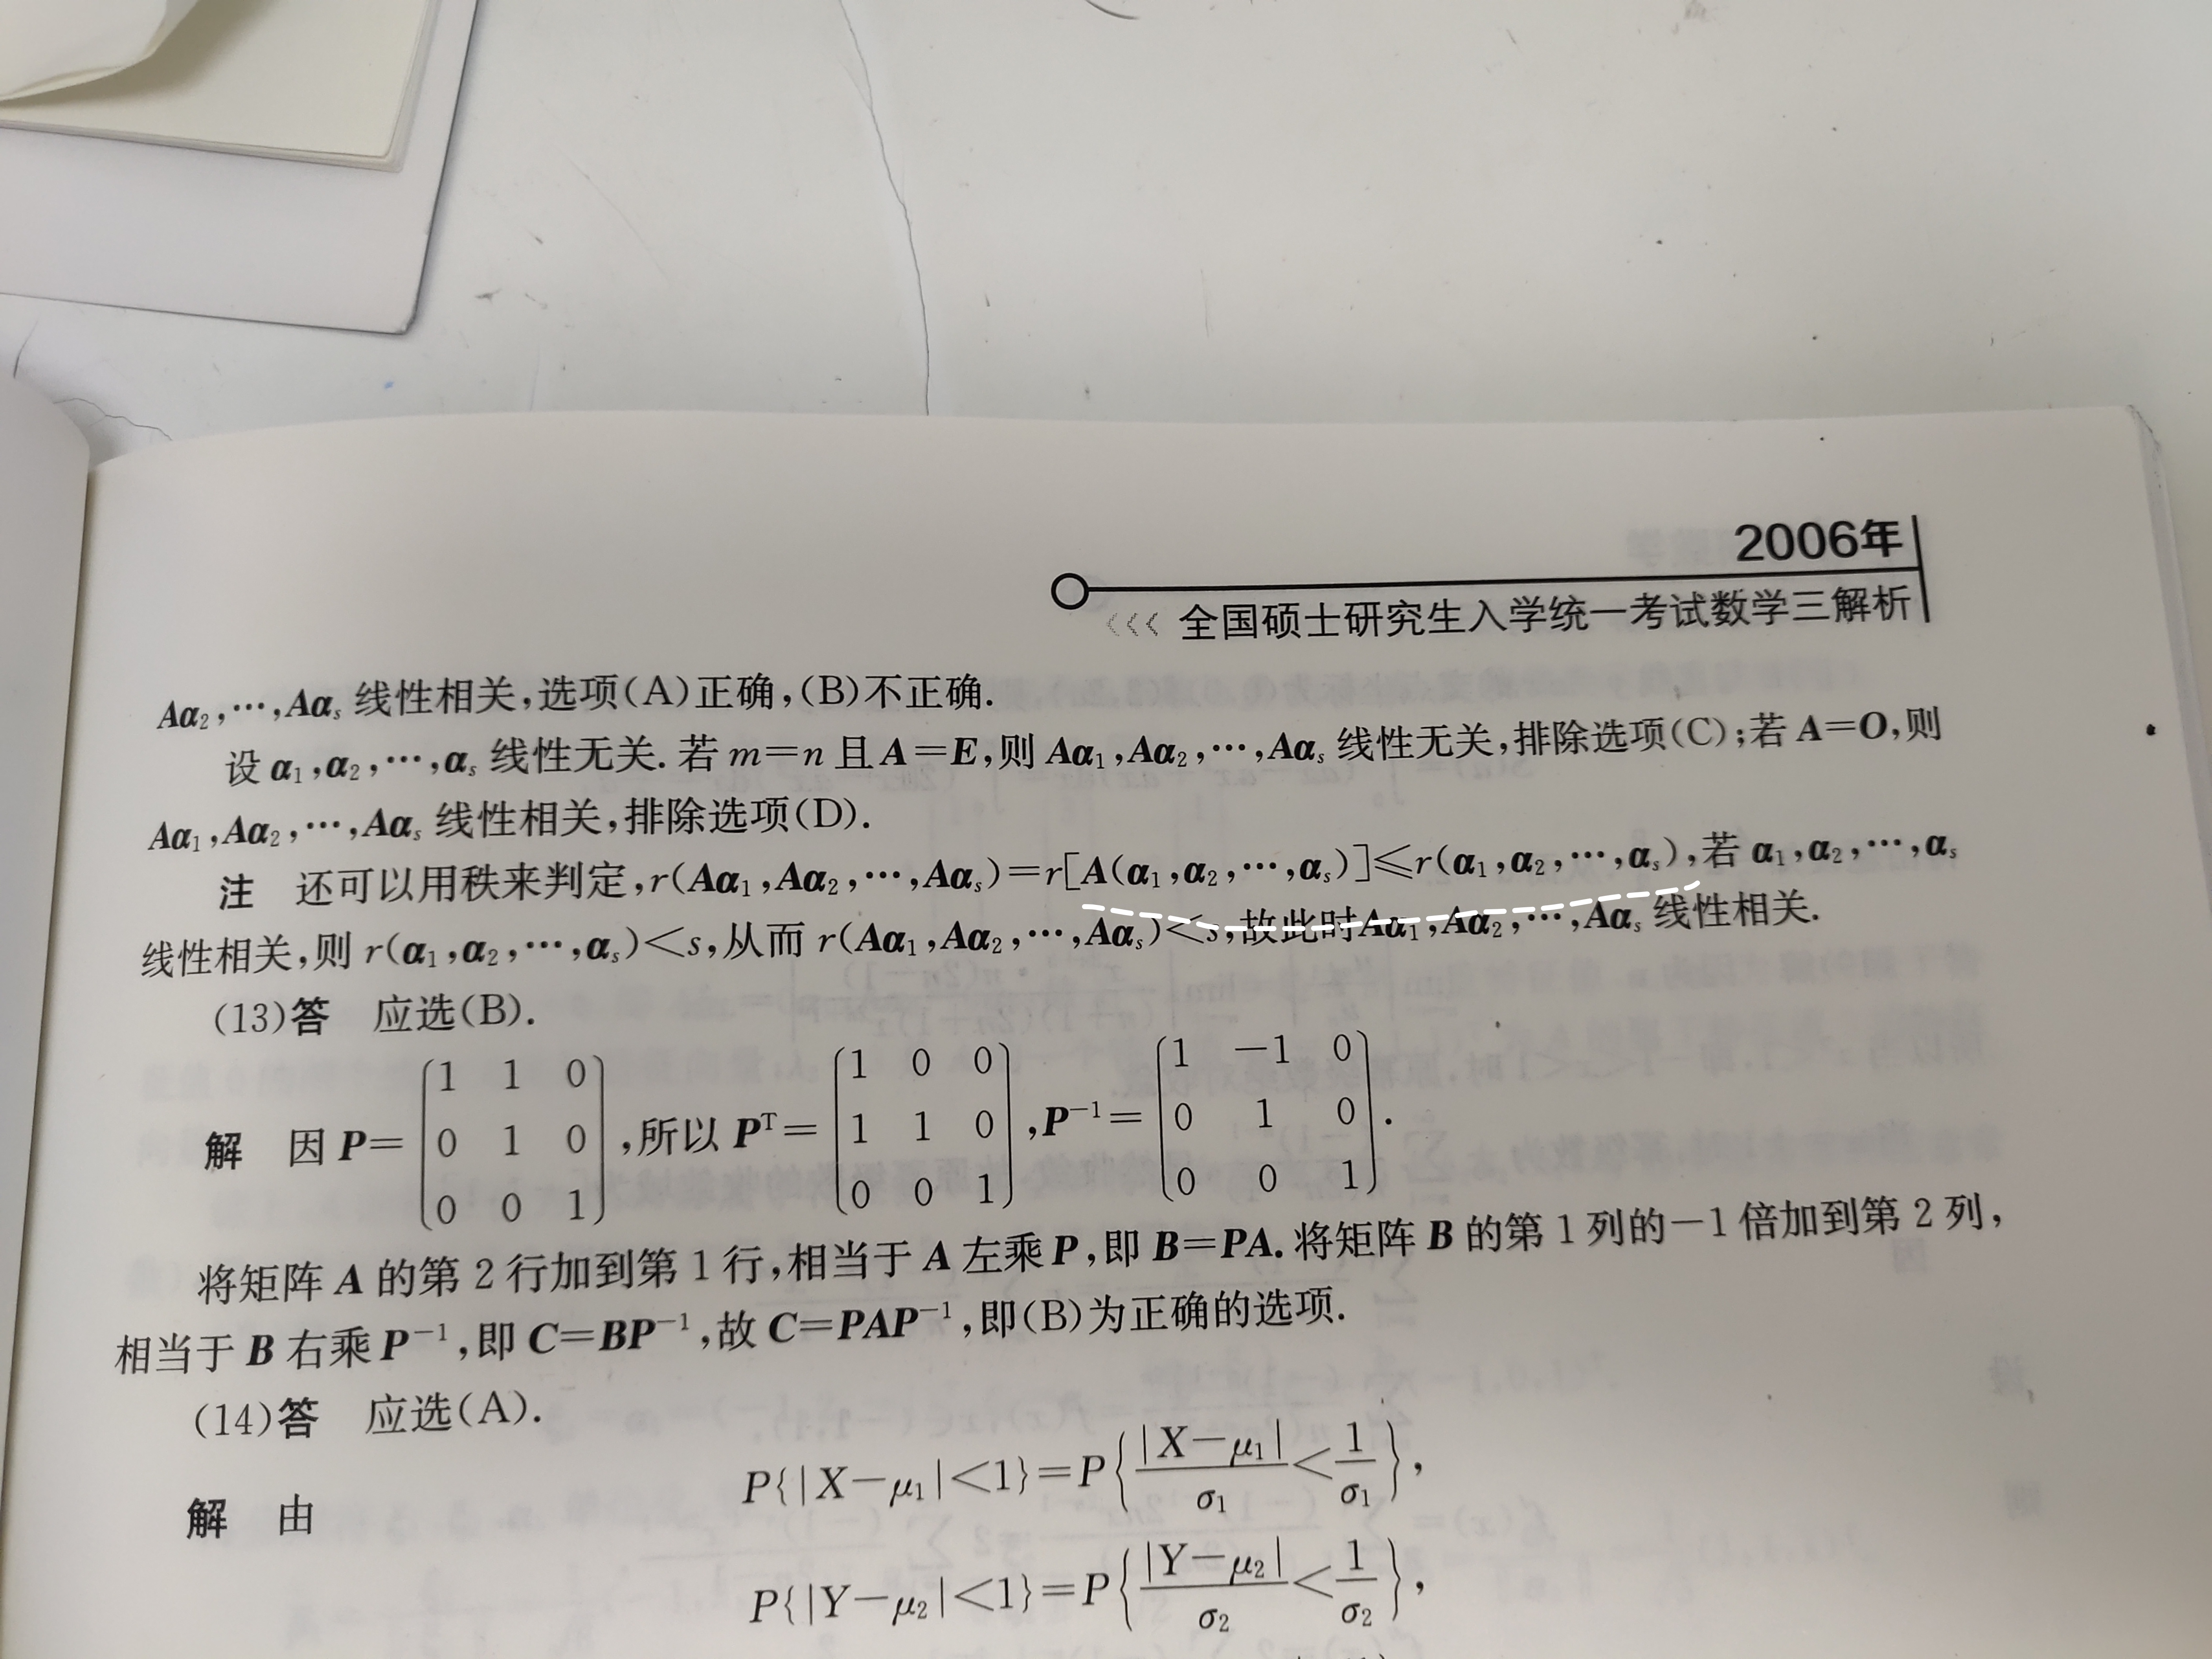 2006年
<<< 全国硕士研究生入学统一考试数学三解析
Aα₂,⋯,Aαₛ 线性相关,选项(A)正确,(B)不正确.
设 α₁,α₂,⋯,αₛ 线性无关.若 m=n 且 A=E,则 Aα₁,Aα₂,⋯,Aαₛ 线性无关,排除选项(C);若 A=O,则
Aα₁,Aα₂,⋯,Aαₛ 线性相关,排除选项(D).
注 还可以用秩来判定,r(Aα₁,Aα₂,⋯,Aαₛ)=r[A(α₁,α₂,⋯,αₛ)]≤r(α₁,α₂,⋯,αₛ),若 α₁,α₂,⋯,αₛ
线性相关,则 r(α₁,α₂,⋯,αₛ)<s,从而 r(Aα₁,Aα₂,⋯,Aαₛ)<s,故此时Aα₁,Aα₂,⋯,Aαₛ 线性相关.
(13)答 应选(B).
1 1 0 1 0 0 1 −1 0
解 因 P= 0 1 0 ,所以 Pᵀ= 1 1 0 ,P⁻¹= 0 1 0 .
0 0 1 0 0 1 0 0 1
将矩阵 A 的第 2 行加到第 1 行,相当于 A 左乘 P,即 B=PA.将矩阵 B 的第 1 列的−1 倍加到第 2 列,
相当于 B 右乘 P⁻¹,即 C=BP⁻¹,故 C=PAP⁻¹,即(B)为正确的选项.
(14)答 应选(A).
解 由 P{|X−μ₁|<1}=P{|X−μ₁|/σ₁<1/σ₁},
P{|Y−μ₂|<1}=P{|Y−μ₂|/σ₂<1/σ₂},